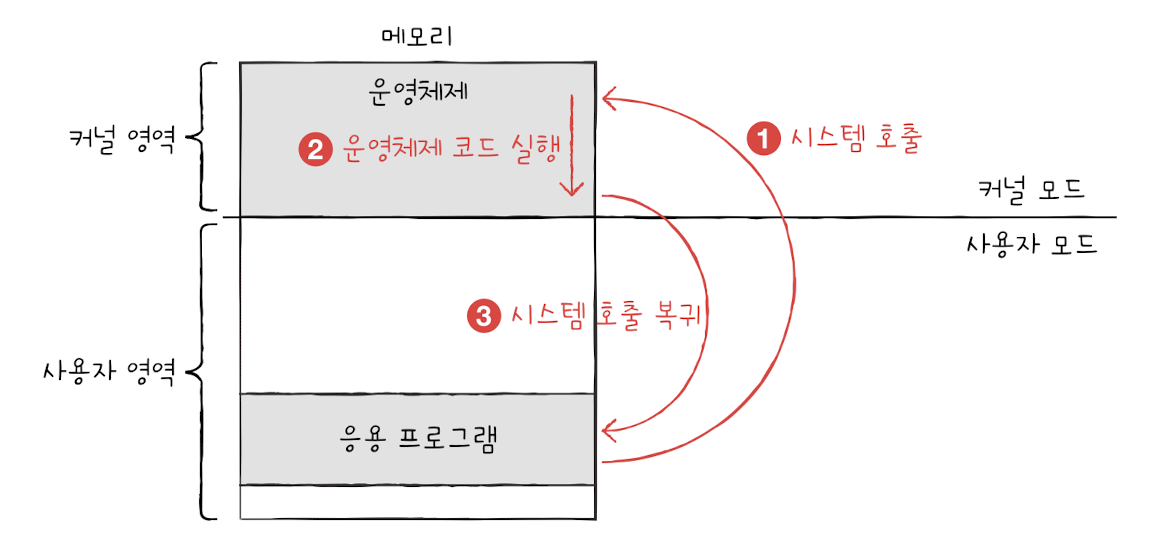 메모리
운영체제
커널 영역
2 운영체제 코드 실행
1 시스템 호출
커널 모드
사용자 모드
3 시스템 호출 복귀
사용자 영역
응용 프로그램